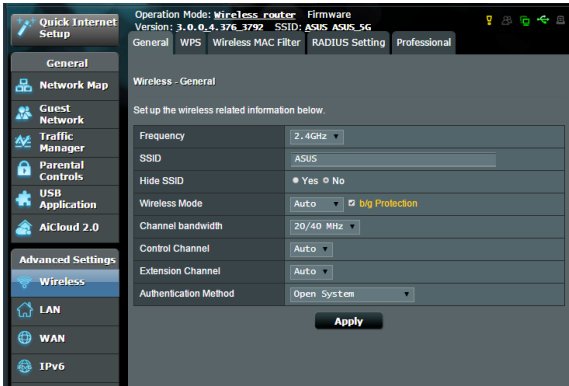 Quick Internet
Setup
General
Network Map
Guest
Network
Traffic
Manager
Parental
Controls
USB
Application
AiCloud 2.0
Advanced Settings
Wireless
LAN
WAN
IPv6
Operation Mode: Wireless router Firmware
Version: 3.0.0.4.376_3792 SSID: ASUS ASUS_5G
General WPS Wireless MAC Filter RADIUS Setting Professional
Wireless - General
Set up the wireless related information below.
Frequency 2.4GHz
SSID ASUS
Hide SSID Yes No
Wireless Mode Auto b/g Protection
Channel bandwidth 20/40 MHz
Control Channel Auto
Extension Channel Auto
Authentication Method Open System
Apply